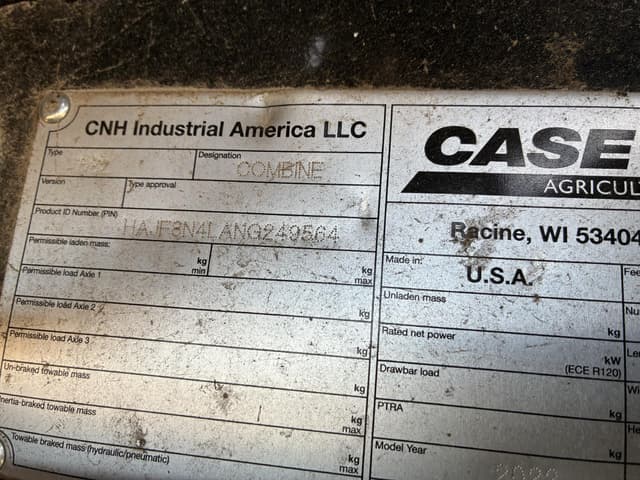 CNH Industrial America LLC
CASE
AGRICUL
Type
Designation
COMBINE
Version
Type approval
Racine, WI 53404
Product ID Number (PIN)
HAJF8N4LANG249564
Made in:
U.S.A.
Permissible laden mass:
kg
min
kg
max
Permissible load Axle 1
kg
Unladen mass
kg
Permissible load Axle 2
kg
Rated net power
kW
(ECE R120)
Permissible load Axle 3
kg
Drawbar load
kg
Un-braked towable mass
kg
max
PTRA
kg
Inertia-braked towable mass
kg
max
Model Year
Towable braked mass (hydraulic/pneumatic)